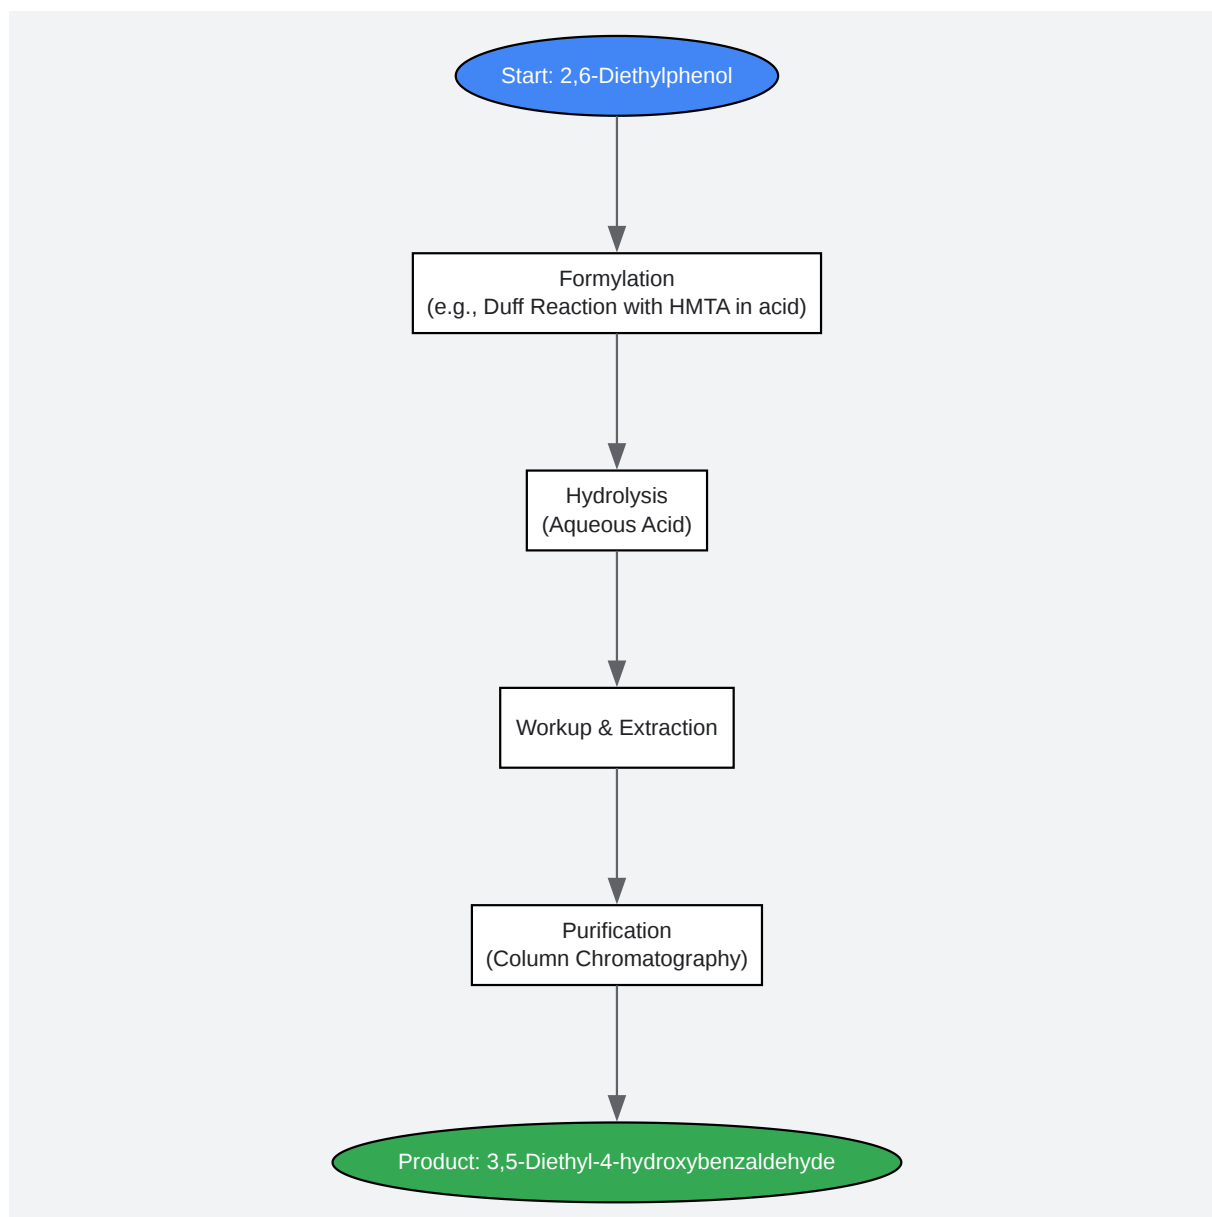 Start: 2,6-Diethylphenol
Formylation
(e.g., Duff Reaction with HMTA in acid)
Hydrolysis
(Aqueous Acid)
Workup & Extraction
Purification
(Column Chromatography)
Product: 3,5-Diethyl-4-hydroxybenzaldehyde